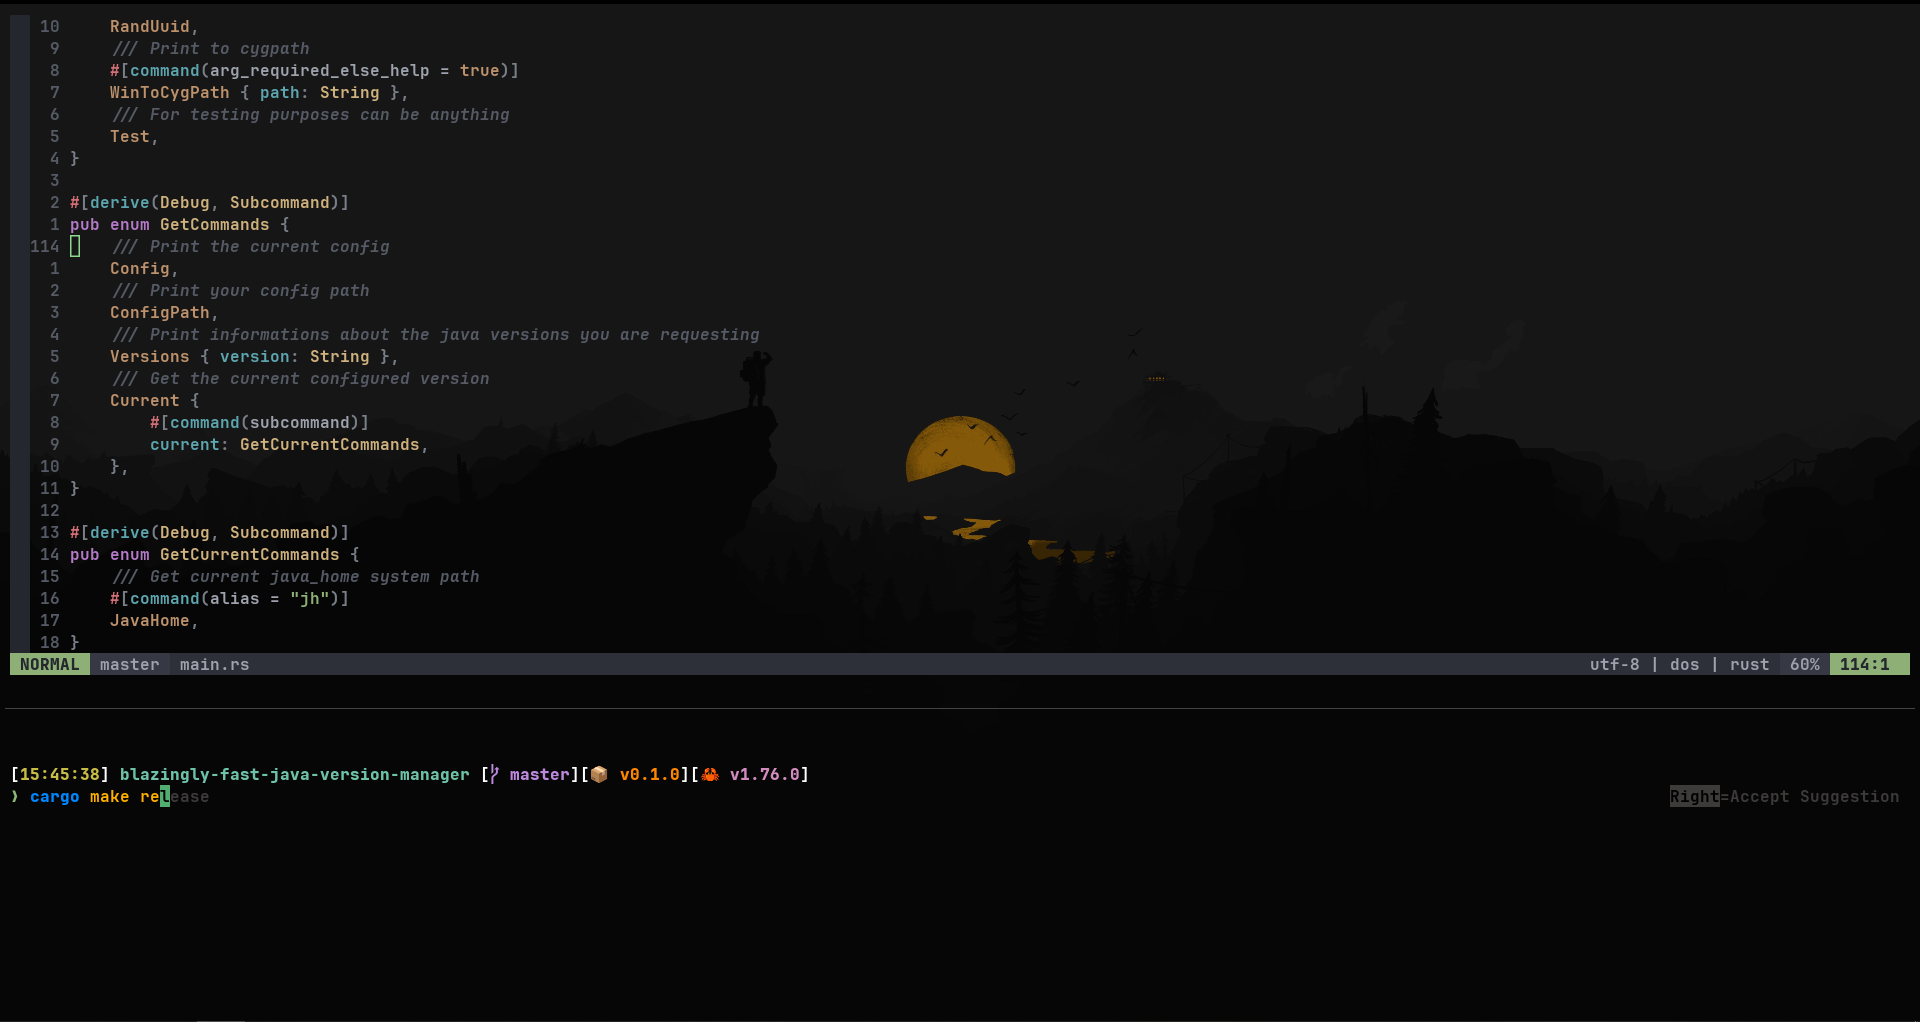 10     RandUuid,
 9     /// Print to cygpath
 8     #[command(arg_required_else_help = true)]
 7     WinToCygPath { path: String },
 6     /// For testing purposes can be anything
 5     Test,
 4 }
 3
 2 #[derive(Debug, Subcommand)]
 1 pub enum GetCommands {
114     /// Print the current config
 1     Config,
 2     /// Print your config path
 3     ConfigPath,
 4     /// Print informations about the java versions you are requesting
 5     Versions { version: String },
 6     /// Get the current configured version
 7     Current {
 8         #[command(subcommand)]
 9         current: GetCurrentCommands,
10     },
11 }
12
13 #[derive(Debug, Subcommand)]
14 pub enum GetCurrentCommands {
15     /// Get current java_home system path
16     #[command(alias = "jh")]
17     JavaHome,
18 }
NORMAL master main.rs utf-8 | dos | rust 60% 114:1
[15:45:38] blazingly-fast-java-version-manager [ master][📦 v0.1.0][🦀 v1.76.0]
❯ cargo make release Right=Accept Suggestion